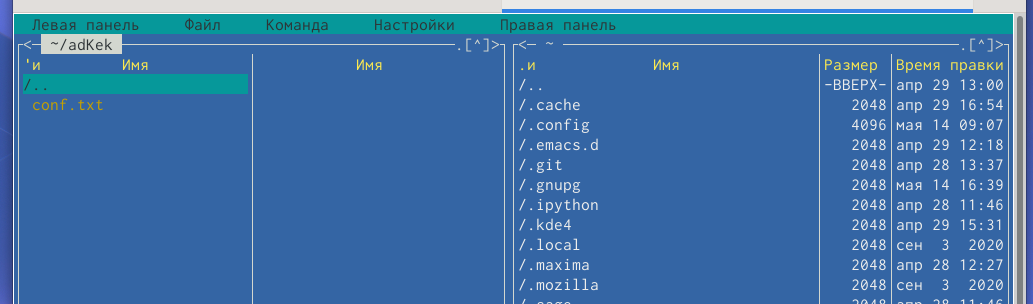 Левая панель Файл Команда Настройки Правая панель
<─ ~/adKek .[^]> <─ ~ .[^]>
'и Имя Имя .и Имя Размер Время правки
/.. /.. -ВВЕРХ- апр 29 13:00
conf.txt /.cache 2048 апр 29 16:54
/.config 4096 мая 14 09:07
/.emacs.d 2048 апр 29 12:18
/.git 2048 апр 28 13:37
/.gnupg 2048 мая 14 16:39
/.ipython 2048 апр 28 11:46
/.kde4 2048 апр 29 15:31
/.local 2048 сен 3 2020
/.maxima 2048 апр 28 12:27
/.mozilla 2048 сен 3 2020